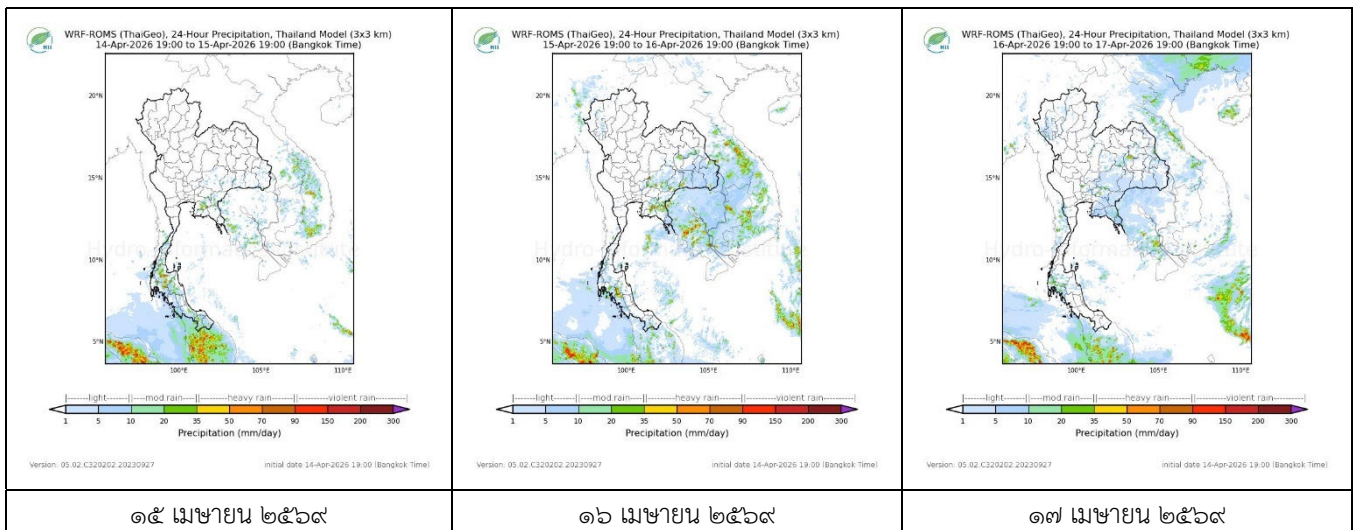 WRF-ROMS (ThaiGeo), 24-Hour Precipitation, Thailand Model (3x3 km)
14-Apr-2026 19:00 to 15-Apr-2026 19:00 (Bangkok Time)
20°N
15°N
10°N
5°N
100°E 105°E 110°E
|-------light-------||----mod rain----||-------heavy rain-------||-------violent rain-------|
1 5 10 20 35 50 70 90 150 200 300
Precipitation (mm/day)
Version: 05.02.C320202.20230927 initial date 14-Apr-2026 19:00 (Bangkok Time)
๑๕ เมษายน ๒๕๖๙
WRF-ROMS (ThaiGeo), 24-Hour Precipitation, Thailand Model (3x3 km)
15-Apr-2026 19:00 to 16-Apr-2026 19:00 (Bangkok Time)
20°N
15°N
10°N
5°N
100°E 105°E 110°E
|-------light-------||----mod rain----||-------heavy rain-------||-------violent rain-------|
1 5 10 20 35 50 70 90 150 200 300
Precipitation (mm/day)
Version: 05.02.C320202.20230927 initial date 14-Apr-2026 19:00 (Bangkok Time)
๑๖ เมษายน ๒๕๖๙
WRF-ROMS (ThaiGeo), 24-Hour Precipitation, Thailand Model (3x3 km)
16-Apr-2026 19:00 to 17-Apr-2026 19:00 (Bangkok Time)
20°N
15°N
10°N
5°N
100°E 105°E 110°E
|-------light-------||----mod rain----||-------heavy rain-------||-------violent rain-------|
1 5 10 20 35 50 70 90 150 200 300
Precipitation (mm/day)
Version: 05.02.C320202.20230927 initial date 14-Apr-2026 19:00 (Bangkok Time)
๑๗ เมษายน ๒๕๖๙